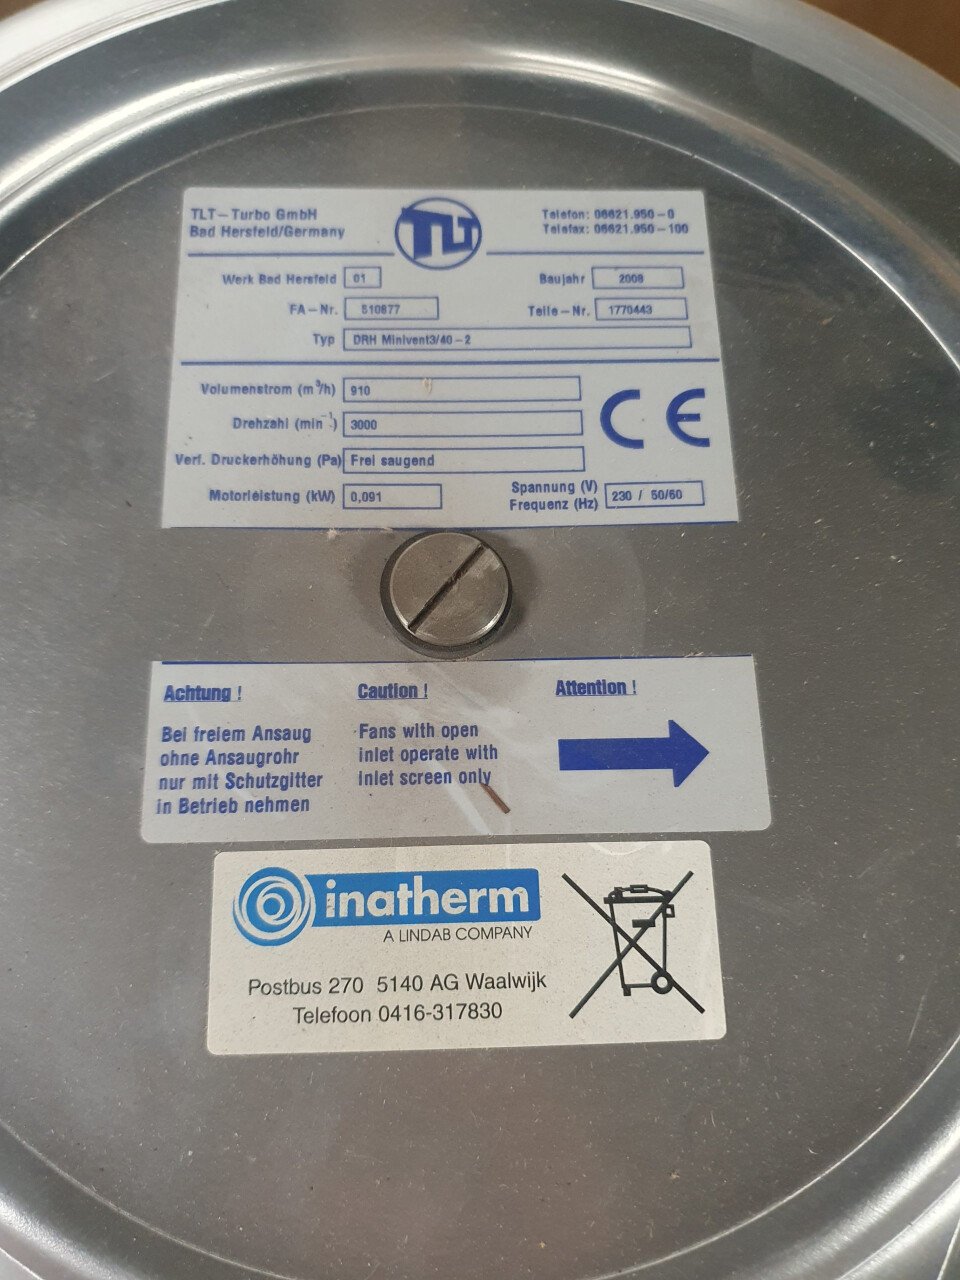 TLT-Turbo GmbH
Bad Hersfeld/Germany
TLT
Telefon: 06621.950-0
Telefax: 06621.950-100
Werk Bad Hersfeld 01
Baujahr 2008
FA-Nr. 510877
Teile-Nr. 1770443
Typ DRH Minivent3/40-2
Volumenstrom (m³/h) 910
Drehzahl (min⁻¹) 3000
Verf. Druckerhöhung (Pa) Frei saugend
Motorleistung (kW) 0,091
Spannung (V)
Frequenz (Hz) 230 / 50/60
CE
Achtung !
Bei freiem Ansaug
ohne Ansaugrohr
nur mit Schutzgitter
in Betrieb nehmen
Caution !
Fans with open
inlet operate with
inlet screen only
Attention !
inatherm
A LINDAB COMPANY
Postbus 270 5140 AG Waalwijk
Telefoon 0416-317830